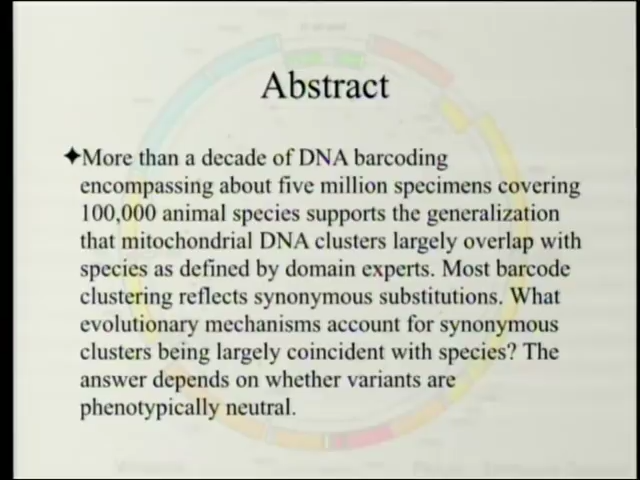 Abstract
✦More than a decade of DNA barcoding
encompassing about five million specimens covering
100,000 animal species supports the generalization
that mitochondrial DNA clusters largely overlap with
species as defined by domain experts. Most barcode
clustering reflects synonymous substitutions. What
evolutionary mechanisms account for synonymous
clusters being largely coincident with species? The
answer depends on whether variants are
phenotypically neutral.